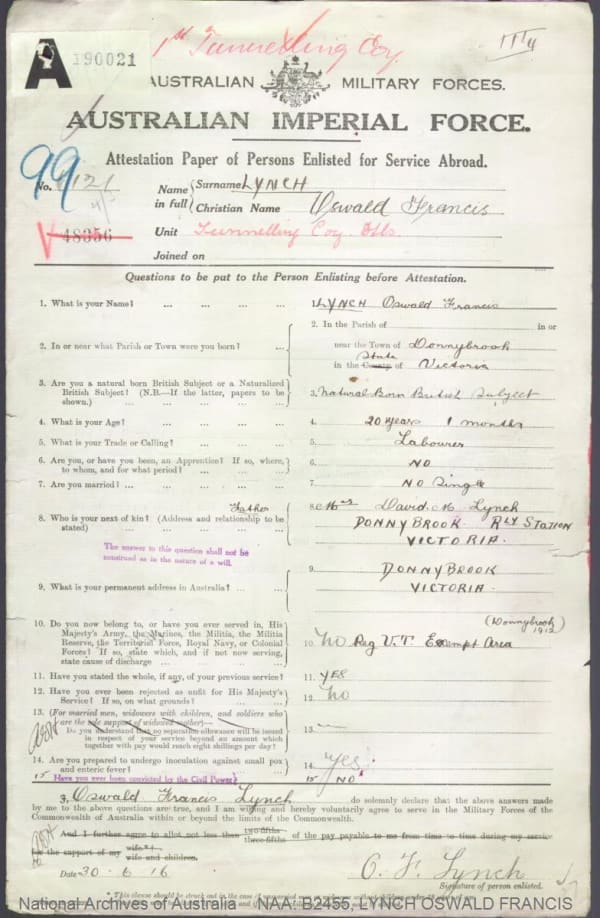 A 190021
1st Tunnelling Coy.
AUSTRALIAN MILITARY FORCES.
AUSTRALIAN IMPERIAL FORCE.
99
Attestation Paper of Persons Enlisted for Service Abroad.
No.
Name in full { Surname LYNCH
Christian Name Oswald Francis
48356
Unit Tunnelling Coy.
Joined on
Questions to be put to the Person Enlisting before Attestation.
1. What is your Name? ... ... ... ... 1. LYNCH Oswald Francis
2. In or near what Parish or Town were you born? ... 2. In the Parish of in or
near the Town of Donnybrook
in the County State of Victoria
3. Are you a natural born British Subject or a Naturalized
British Subject? (N.B.—If the latter, papers to be
shown.) ... ... ... ... ... 3. Natural Born British Subject
4. What is your Age? ... ... ... ... 4. 20 years 1 months
5. What is your Trade or Calling? ... ... ... 5. Labourer
6. Are you, or have you been, an Apprentice? If so, where,
to whom, and for what period? ... ... ... 6. NO
7. Are you married? ... ... ... ... 7. NO Single
Father
8. Who is your next of kin? (Address and relationship to be
stated) 8. David. M. Lynch
DONNYBROOK RLY STATION
VICTORIA.
The answer to this question shall not be
construed as in the nature of a will.
9. What is your permanent address in Australia? ... ... 9. DONNYBROOK
VICTORIA.
10. Do you now belong to, or have you ever served in, His
Majesty's Army, the Marines, the Militia, the Militia
Reserve, the Territorial Force, Royal Navy, or Colonial
Forces? If so, state which, and if not now serving,
state cause of discharge ... ... ... 10. No Reg U.T. Exempt Area
(Donnybrook)
1912
11. Have you stated the whole, if any, of your previous service? 11. YES
12. Have you ever been rejected as unfit for His Majesty's
Service? If so, on what grounds? ... ... 12. No
13. (For married men, widowers with children, and soldiers who
are the sole support of widowed mother)—
Do you understand that no separation allowance will be issued
in respect of your service beyond an amount which
together with pay would reach eight shillings per day? 13. —
14. Are you prepared to undergo inoculation against small pox
and enteric fever? 14. Yes
15 Have you ever been convicted by the Civil Power? 15 NO
I, Oswald Francis Lynch do solemnly declare that the above answers made
by me to the above questions are true, and I am willing and hereby voluntarily agree to serve in the Military Forces of the
Commonwealth of Australia within or beyond the limits of the Commonwealth.
And I further agree to allot not less than two-fifths three-fifths of the pay payable to me from time to time during my service
for the support of my wife
wife and children.
Date 30-6-16 O. F. Lynch
Signature of person enlisted.
National Archives of Australia NAA: B2455, LYNCH OSWALD FRANCIS